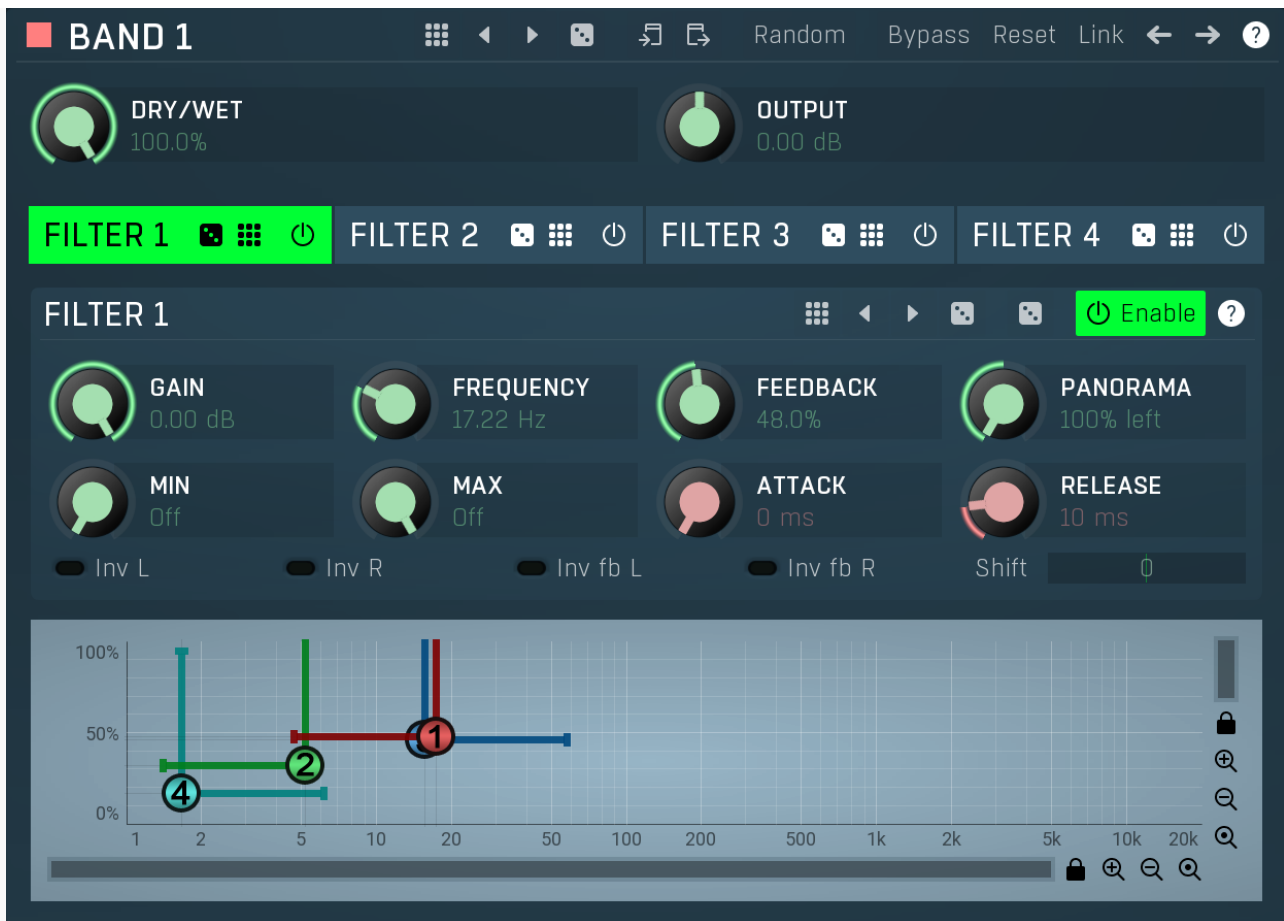 BAND 1 Random Bypass Reset Link ?
DRY/WET
100.0%
OUTPUT
0.00 dB
FILTER 1 FILTER 2 FILTER 3 FILTER 4
FILTER 1 Enable ?
GAIN
0.00 dB
FREQUENCY
17.22 Hz
FEEDBACK
48.0%
PANORAMA
100% left
MIN
Off
MAX
Off
ATTACK
0 ms
RELEASE
10 ms
Inv L Inv R Inv fb L Inv fb R Shift 0
100%
50%
0%
1
2
4
1 2 5 10 20 50 100 200 500 1k 2k 5k 10k 20k